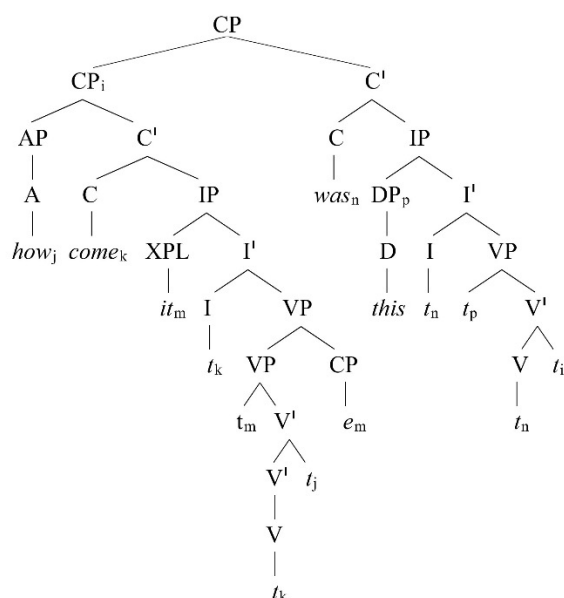 CP
CPi C'
AP C' C IP
A C IP wasn DPp I'
howj comek XPL I' D I VP
itm I VP this tn tp V'
tk VP CP V ti
tm V' em tn
V' tj
V
tk